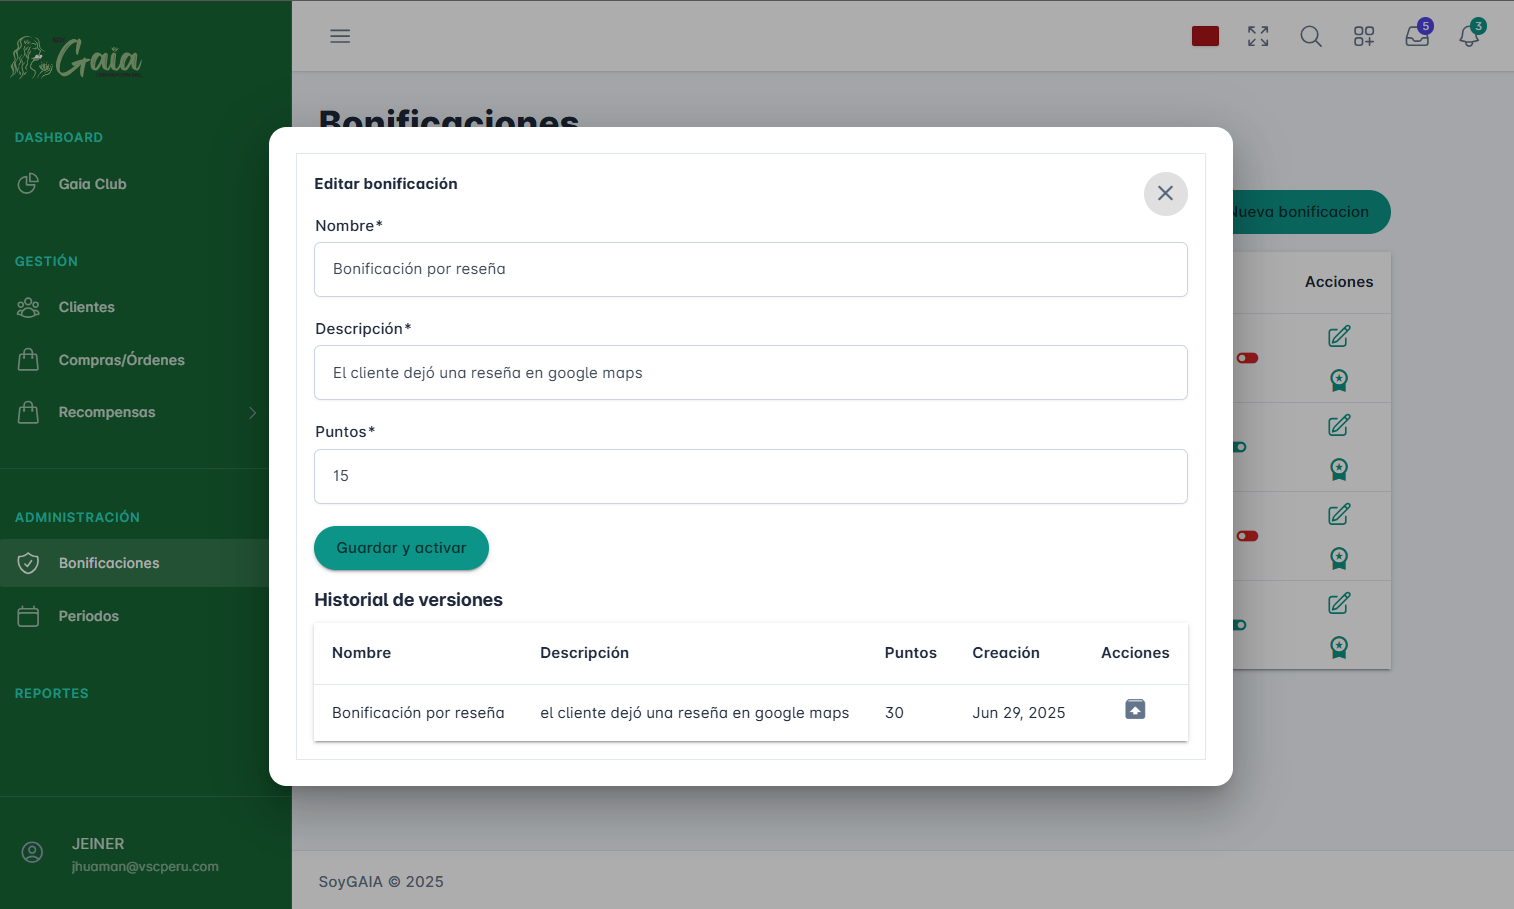 Gaia
5
3
DASHBOARD
Gaia Club
GESTIÓN
Clientes
Compras/Órdenes
Recompensas
ADMINISTRACIÓN
Bonificaciones
Periodos
REPORTES
JEINER
jhuaman@vscperu.com
Bonificaciones
Nueva bonificacion
Acciones
Editar bonificación
Nombre*
Bonificación por reseña
Descripción*
El cliente dejó una reseña en google maps
Puntos*
15
Guardar y activar
Historial de versiones
Nombre Descripción Puntos Creación Acciones
Bonificación por reseña el cliente dejó una reseña en google maps 30 Jun 29, 2025
SoyGAIA © 2025